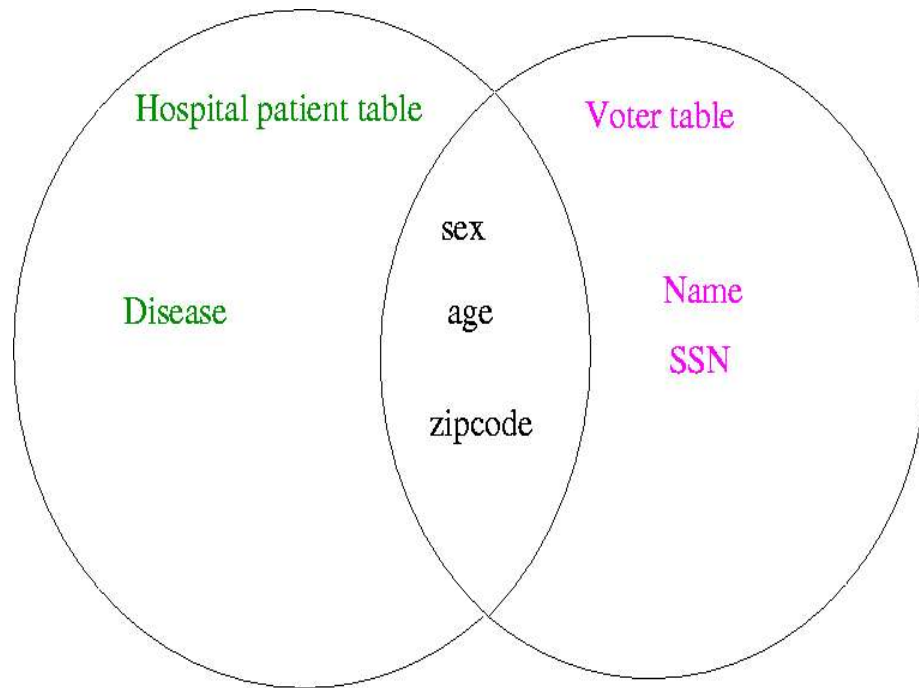 Hospital patient table
Voter table
sex
Disease
age
Name
SSN
zipcode